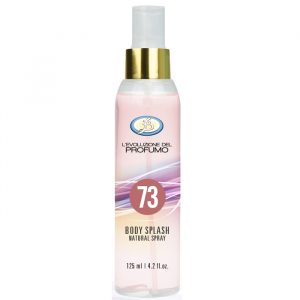 L'EVOLUZIONE DEL
PROFUMO
73
BODY SPLASH
NATURAL SPRAY
125 ml | 4.2 fl.oz.